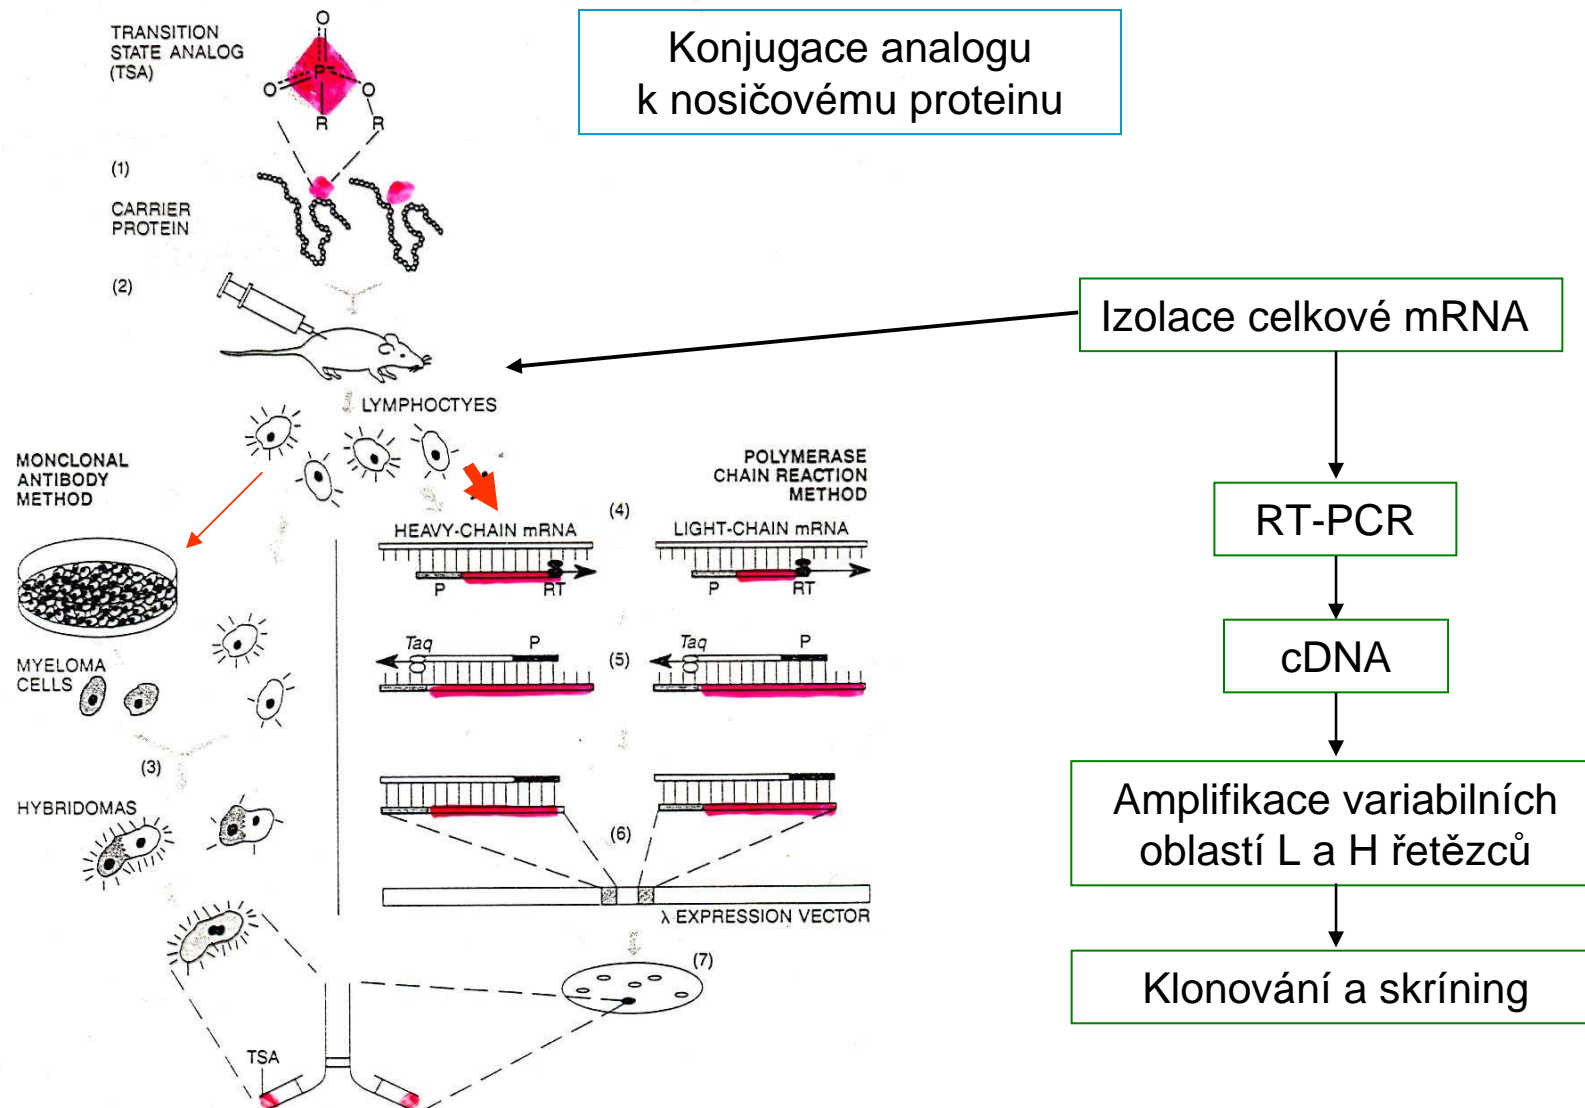 TRANSITION
STATE ANALOG
(TSA)
O
P
O
O
R
R
Konjugace analogu
k nosičovému proteinu
(1)
CARRIER
PROTEIN
(2)
Izolace celkové mRNA
LYMPHOCTYES
MONCLONAL
ANTIBODY
METHOD
POLYMERASE
CHAIN REACTION
METHOD
(4)
HEAVY-CHAIN mRNA
LIGHT-CHAIN mRNA
P
RT
P
RT
RT-PCR
Taq
P
(5)
Taq
P
cDNA
MYELOMA
CELLS
(3)
HYBRIDOMAS
(6)
Amplifikace variabilních
oblastí L a H řetězců
λ EXPRESSION VECTOR
(7)
Klonování a skríning
TSA